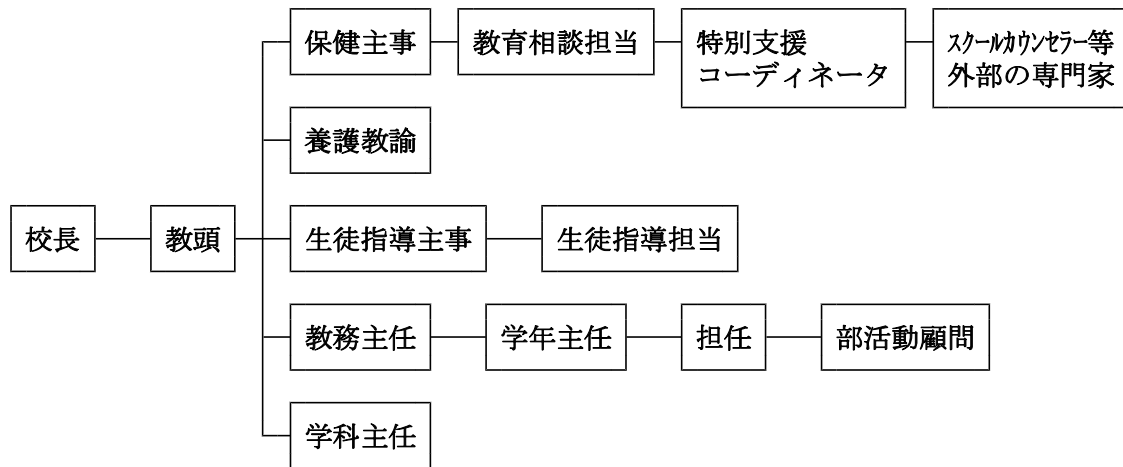 保健主事
教育相談担当
特別支援
コーディネータ
スクールカウンセラー等
外部の専門家
養護教諭
校長
教頭
生徒指導主事
生徒指導担当
教務主任
学年主任
担任
部活動顧問
学科主任